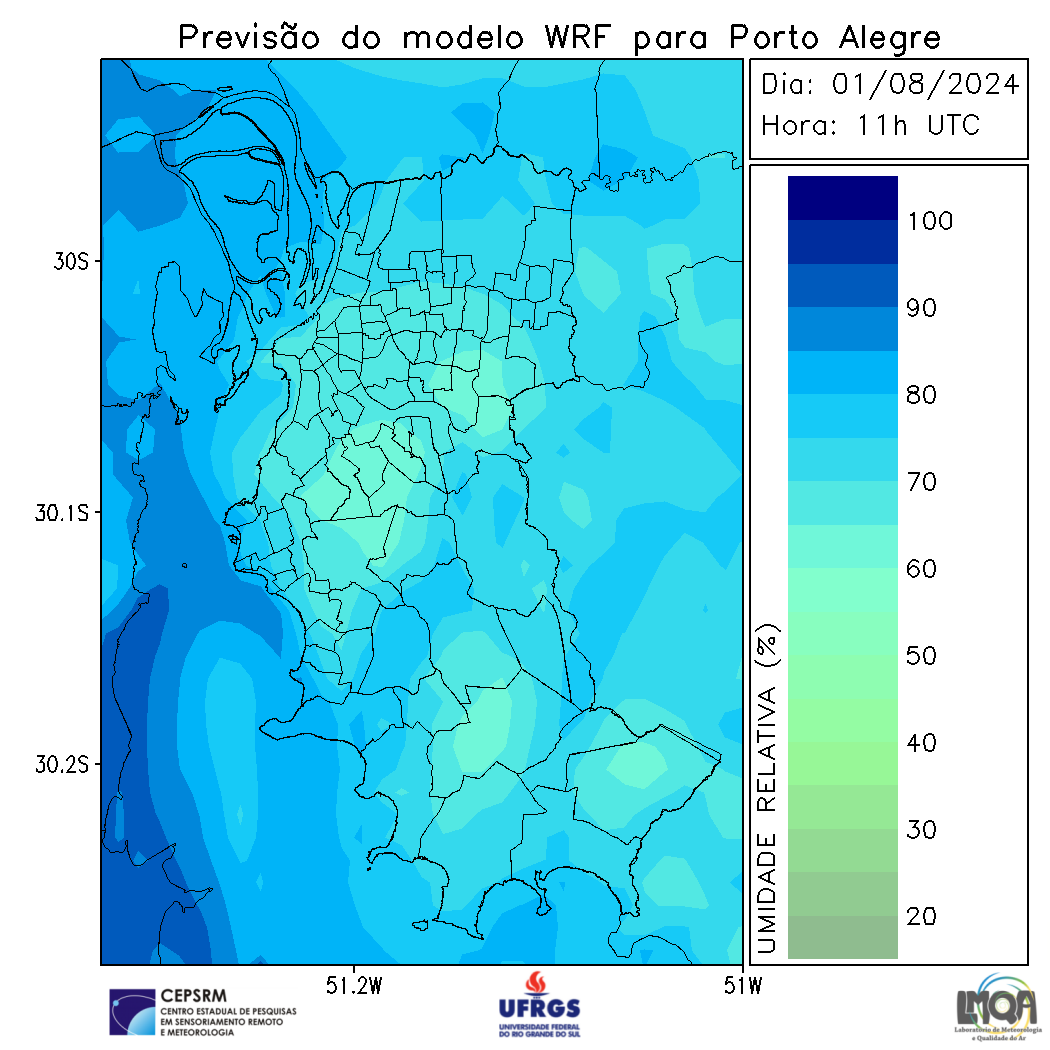 Previsão do modelo WRF para Porto Alegre
Dia: 01/08/2024
Hora: 11h UTC
30S
30.1S
30.2S
51.2W
51W
100
90
80
70
60
50
40
30
20
UMIDADE RELATIVA (%)
CEPSRM
CENTRO ESTADUAL DE PESQUISAS
EM SENSORIAMENTO REMOTO
E METEOROLOGIA
UFRGS
UNIVERSIDADE FEDERAL
DO RIO GRANDE DO SUL
LMQA
Laboratório de Meteorologia
e Qualidade do Ar